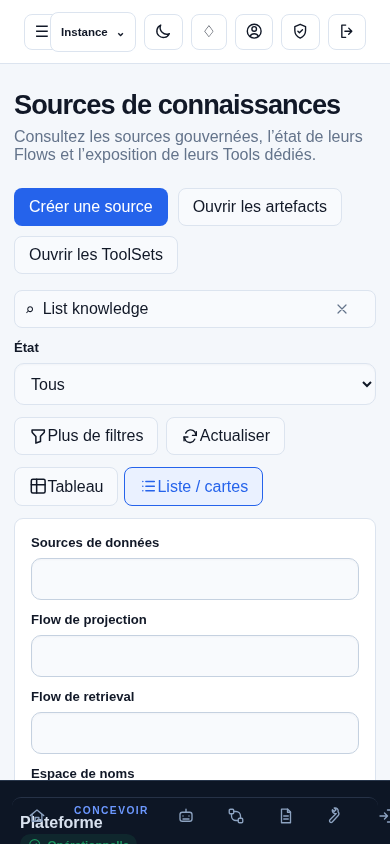 Instance
Sources de connaissances
Consultez les sources gouvernées, l’état de leurs
Flows et l’exposition de leurs Tools dédiés.
Créer une source
Ouvrir les artefacts
Ouvrir les ToolSets
List knowledge
État
Tous
Plus de filtres
Actualiser
Tableau
Liste / cartes
Sources de données
Flow de projection
Flow de retrieval
Espace de noms
CONCEVOIR
Plateforme
Opérationnelle